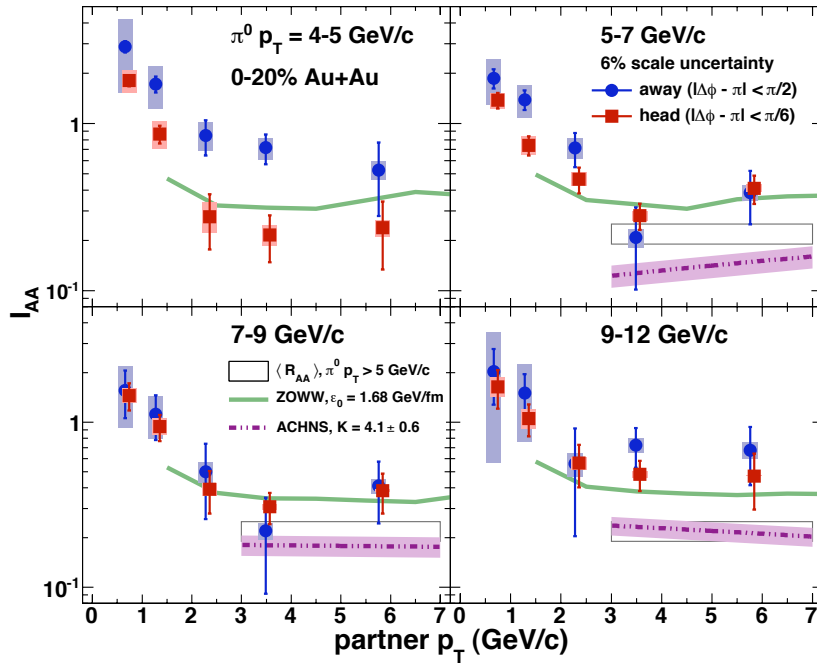 π⁰ p_T = 4-5 GeV/c
0-20% Au+Au
5-7 GeV/c
6% scale uncertainty
away (|Δϕ - π| < π/2)
head (|Δϕ - π| < π/6)
1
10⁻¹
I_AA
7-9 GeV/c
⟨ R_AA ⟩, π⁰ p_T > 5 GeV/c
ZOWW, ε₀ = 1.68 GeV/fm
ACHNS, K = 4.1 ± 0.6
9-12 GeV/c
1
10⁻¹
0 1 2 3 4 5 6 7 0 1 2 3 4 5 6 7
partner p_T (GeV/c)